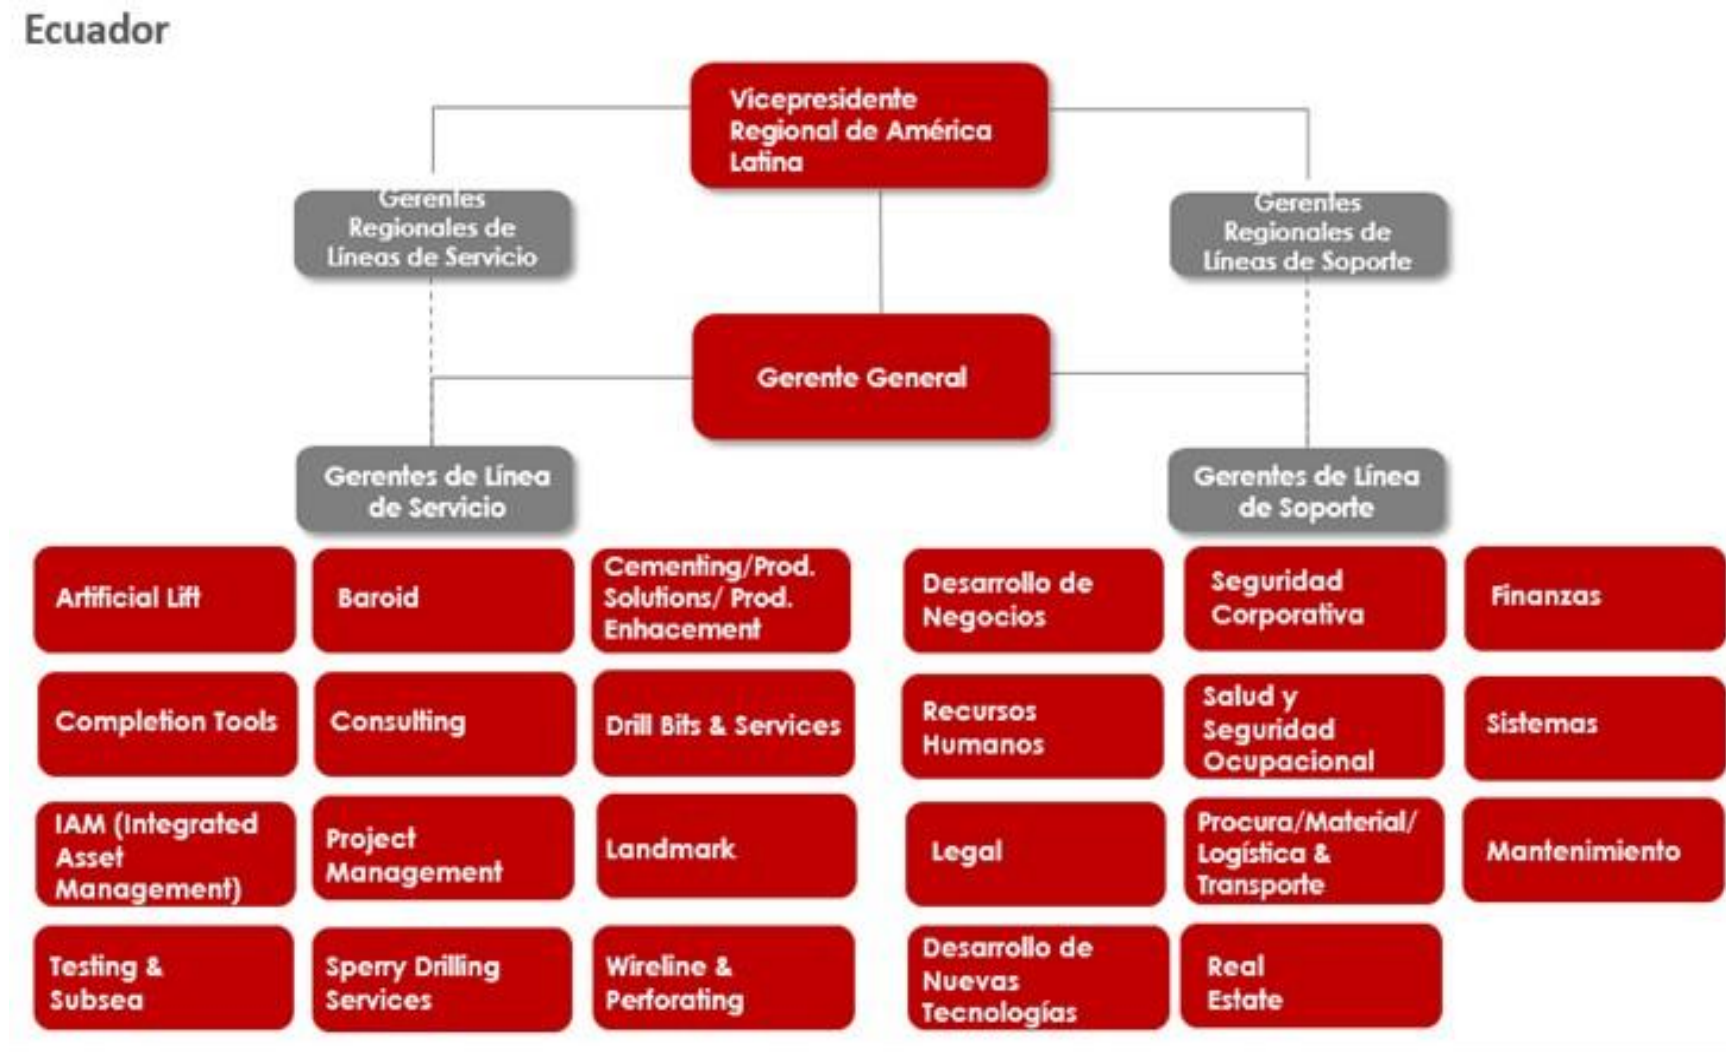 Ecuador
Vicepresidente
Regional de América
Latina
Gerentes
Regionales de
Líneas de Servicio
Gerentes
Regionales de
Líneas de Soporte
Gerente General
Gerentes de Línea
de Servicio
Gerentes de Línea
de Soporte
Artificial Lift
Baroid
Cementing/Prod.
Solutions/ Prod.
Enhacement
Completion Tools
Consulting
Drill Bits & Services
IAM (Integrated
Asset
Management)
Project
Management
Landmark
Testing &
Subsea
Sperry Drilling
Services
Wireline &
Perforating
Desarrollo de
Negocios
Seguridad
Corporativa
Finanzas
Recursos
Humanos
Salud y
Seguridad
Ocupacional
Sistemas
Legal
Procura/Material/
Logística &
Transporte
Mantenimiento
Desarrollo de
Nuevas
Tecnologías
Real
Estate